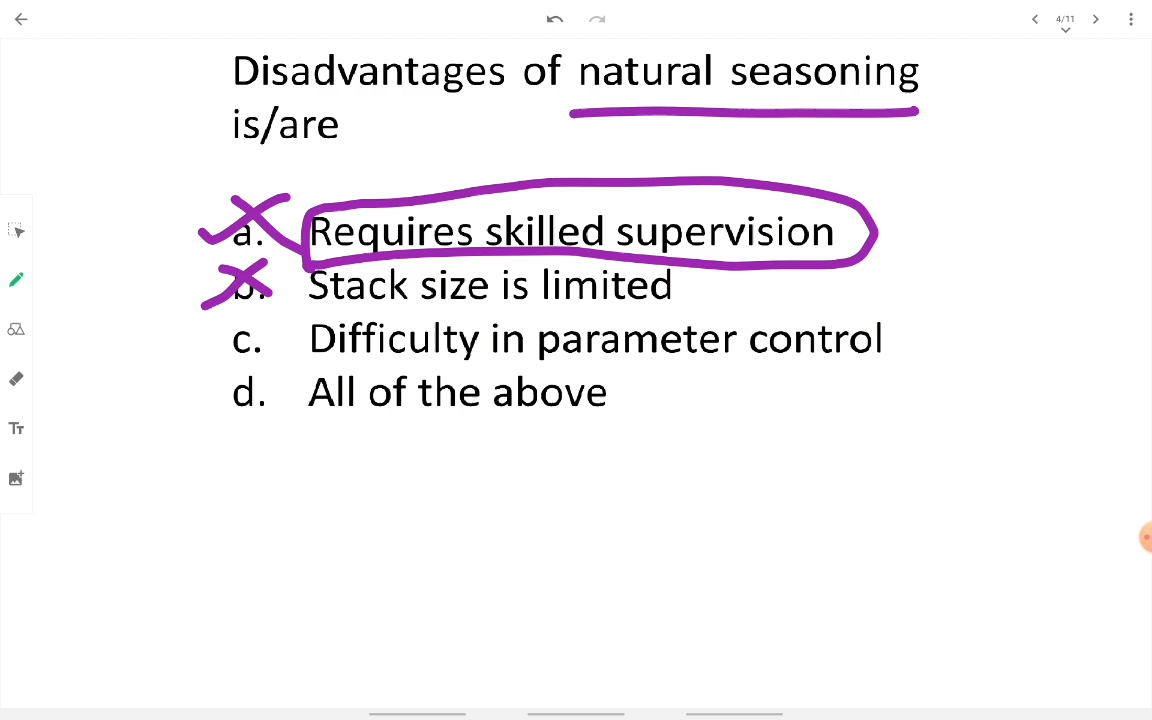 4/11
Disadvantages of natural seasoning
is/are
a. Requires skilled supervision
b. Stack size is limited
c. Difficulty in parameter control
d. All of the above
Tт